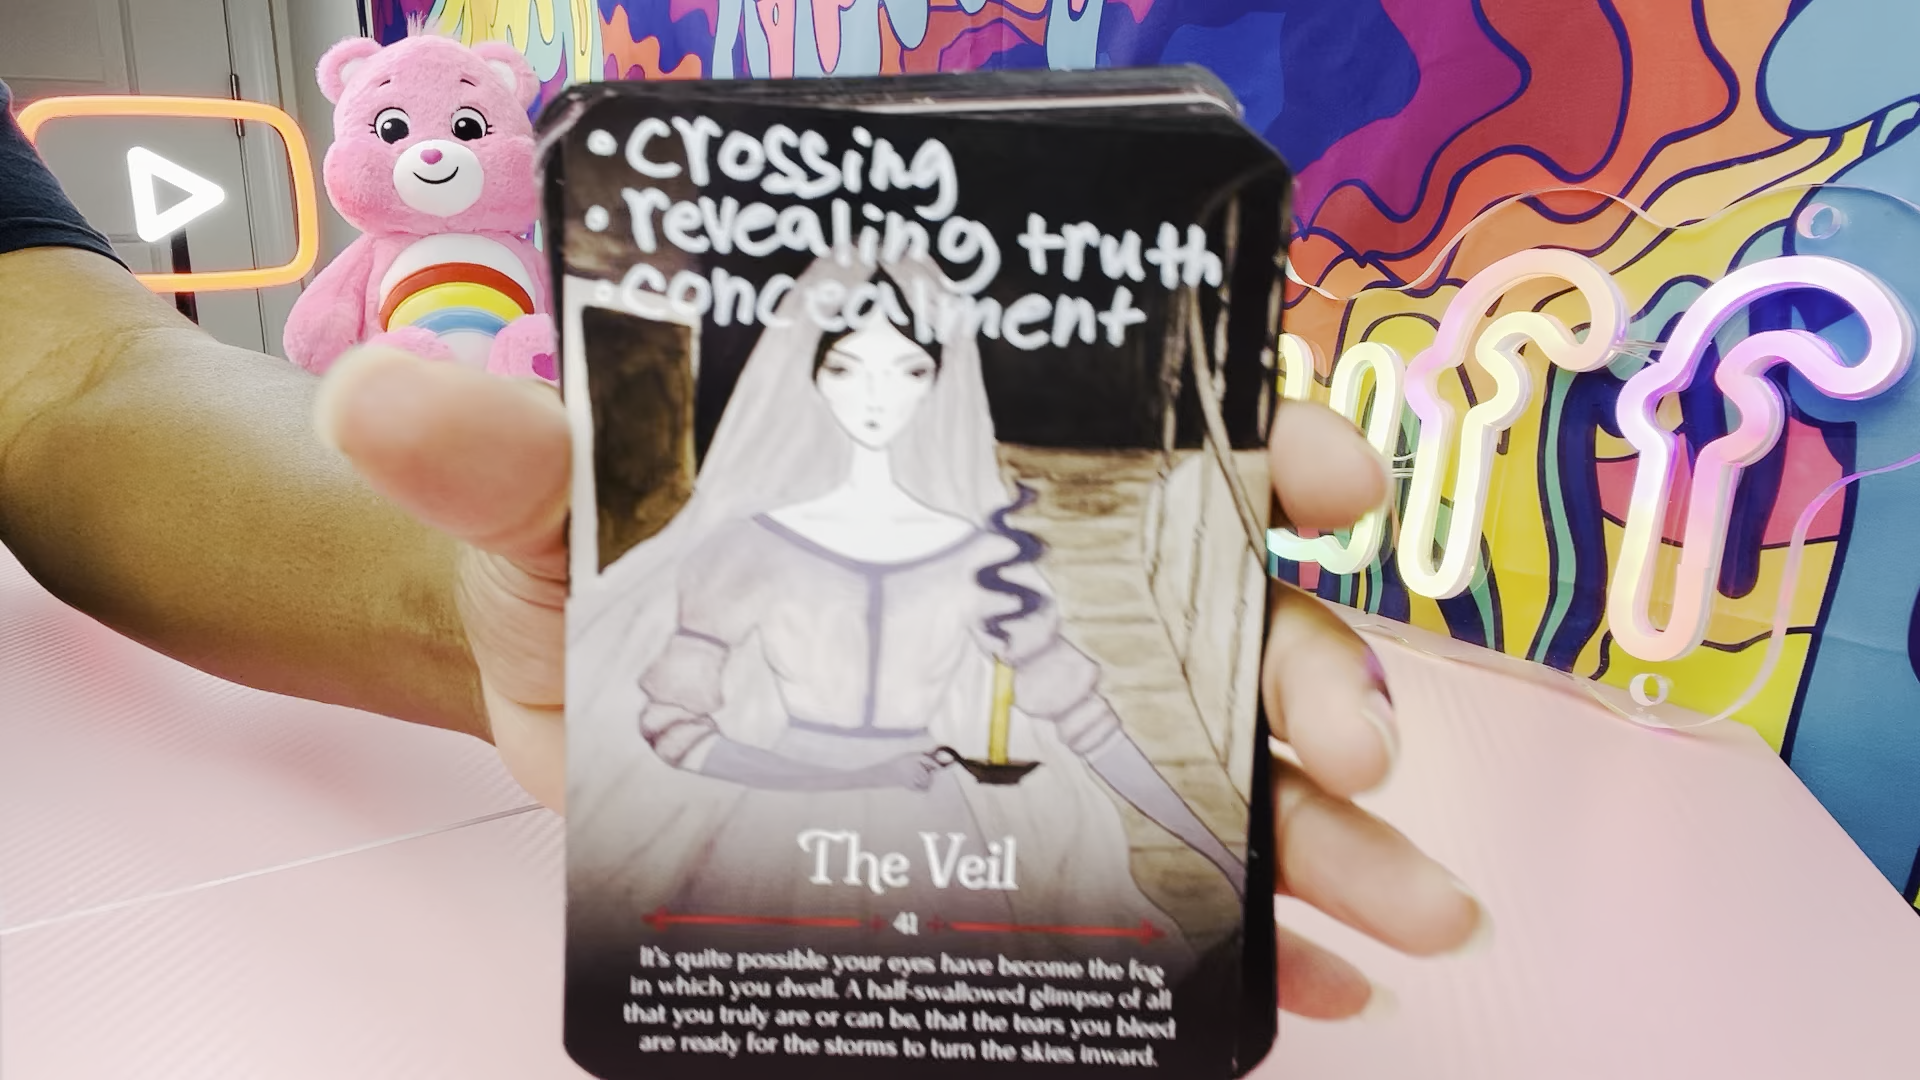 • crossing
• revealing truth
• concealment
The Veil
41
It's quite possible your eyes have become the fog
in which you dwell. A half-swallowed glimpse of all
that you truly are or can be, that the tears you bleed
are ready for the storms to turn the skies inward.